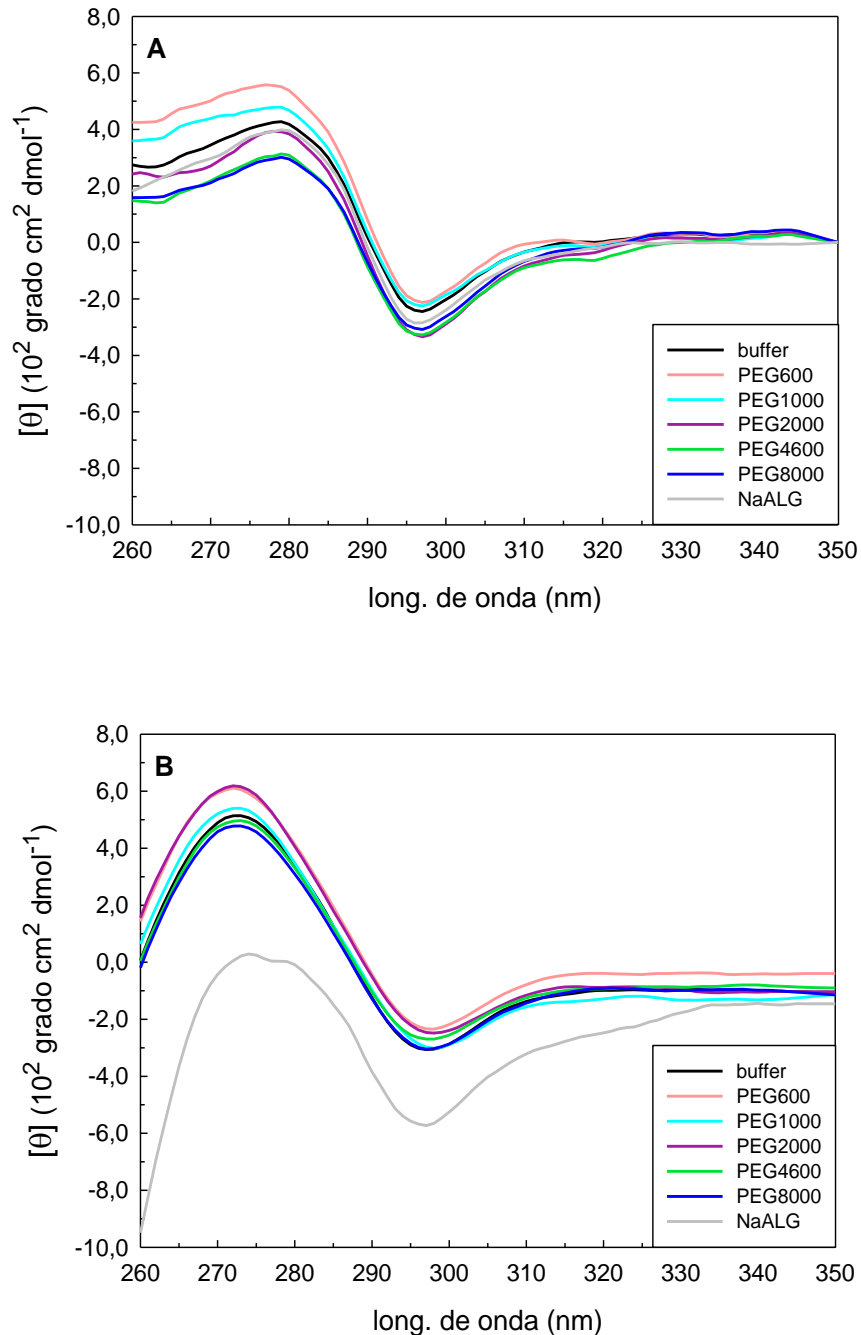 8,0
A
6,0
4,0
2,0
0,0
-2,0
-4,0
-6,0
-8,0
-10,0
[θ] (10² grado cm² dmol⁻¹)
buffer
PEG600
PEG1000
PEG2000
PEG4600
PEG8000
NaALG
260 270 280 290 300 310 320 330 340 350
long. de onda (nm)
8,0
B
6,0
4,0
2,0
0,0
-2,0
-4,0
-6,0
-8,0
-10,0
[θ] (10² grado cm² dmol⁻¹)
buffer
PEG600
PEG1000
PEG2000
PEG4600
PEG8000
NaALG
260 270 280 290 300 310 320 330 340 350
long. de onda (nm)